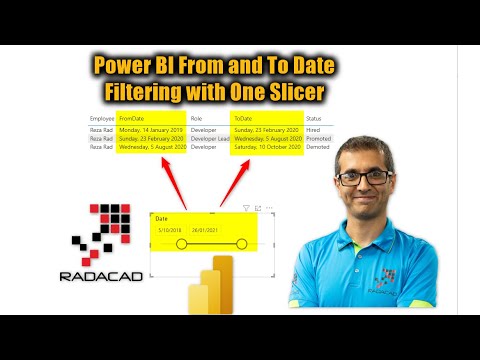 Power BI From and To Date
Filtering with One Slicer
Employee FromDate Role ToDate Status
Reza Rad Monday, 14 January 2019 Developer Sunday, 23 February 2020 Hired
Reza Rad Sunday, 23 February 2020 Developer Lead Wednesday, 5 August 2020 Promoted
Reza Rad Wednesday, 5 August 2020 Developer Saturday, 10 October 2020 Demoted
Date
5/10/2018 26/01/2021
RADACAD
RADACAD